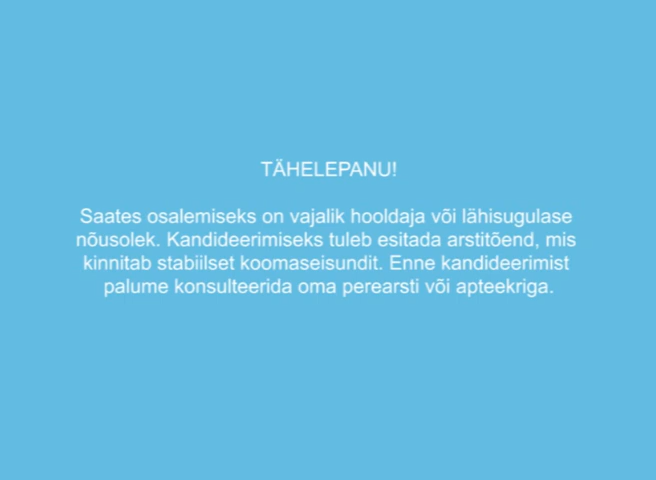 TÄHELEPANU!
Saates osalemiseks on vajalik hooldaja või lähisugulase
nõusolek. Kandideerimiseks tuleb esitada arstitõend, mis
kinnitab stabiilset koomaseisundit. Enne kandideerimist
palume konsulteerida oma perearsti või apteekriga.